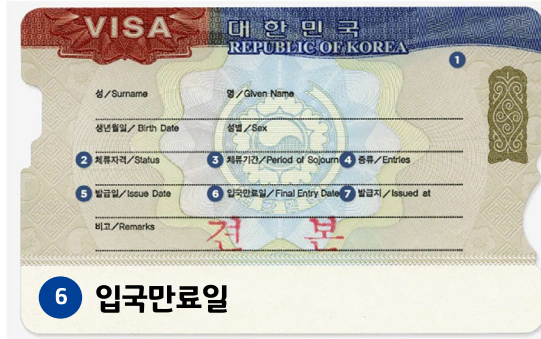 VISA 대한민국
REPUBLIC OF KOREA
1
성/Surname 명/Given Name
생년월일/Birth Date 성별/Sex
2 체류자격/Status 3 체류기간/Period of Sojourn 4 종류/Entries
5 발급일/Issue Date 6 입국만료일/Final Entry Date 7 발급지/Issued at
비고/Remarks 견 본
6 입국만료일